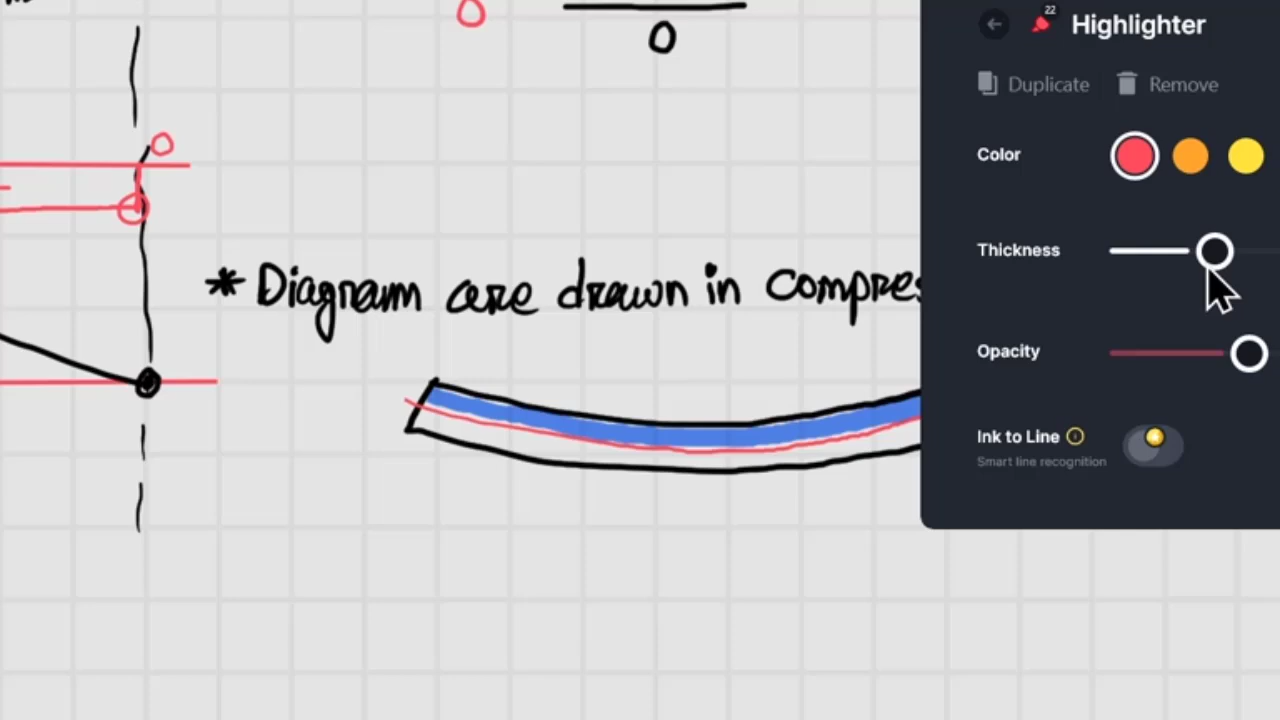 0
0
22
Highlighter
Duplicate
Remove
Color
0
Thickness
* Diagram are drawn in compres
Opacity
Ink to Line
Smart line recognition